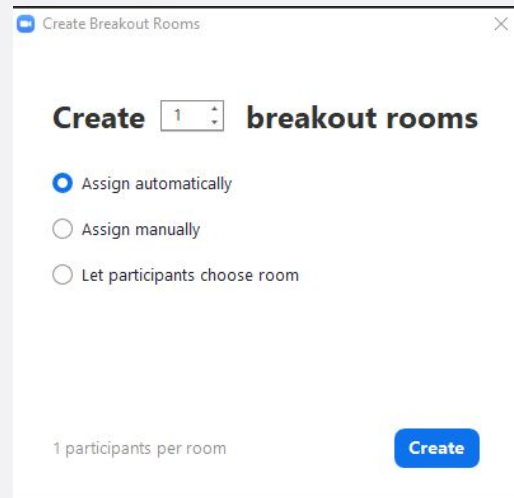 Create Breakout Rooms
Create 1 breakout rooms
Assign automatically
Assign manually
Let participants choose room
1 participants per room
Create